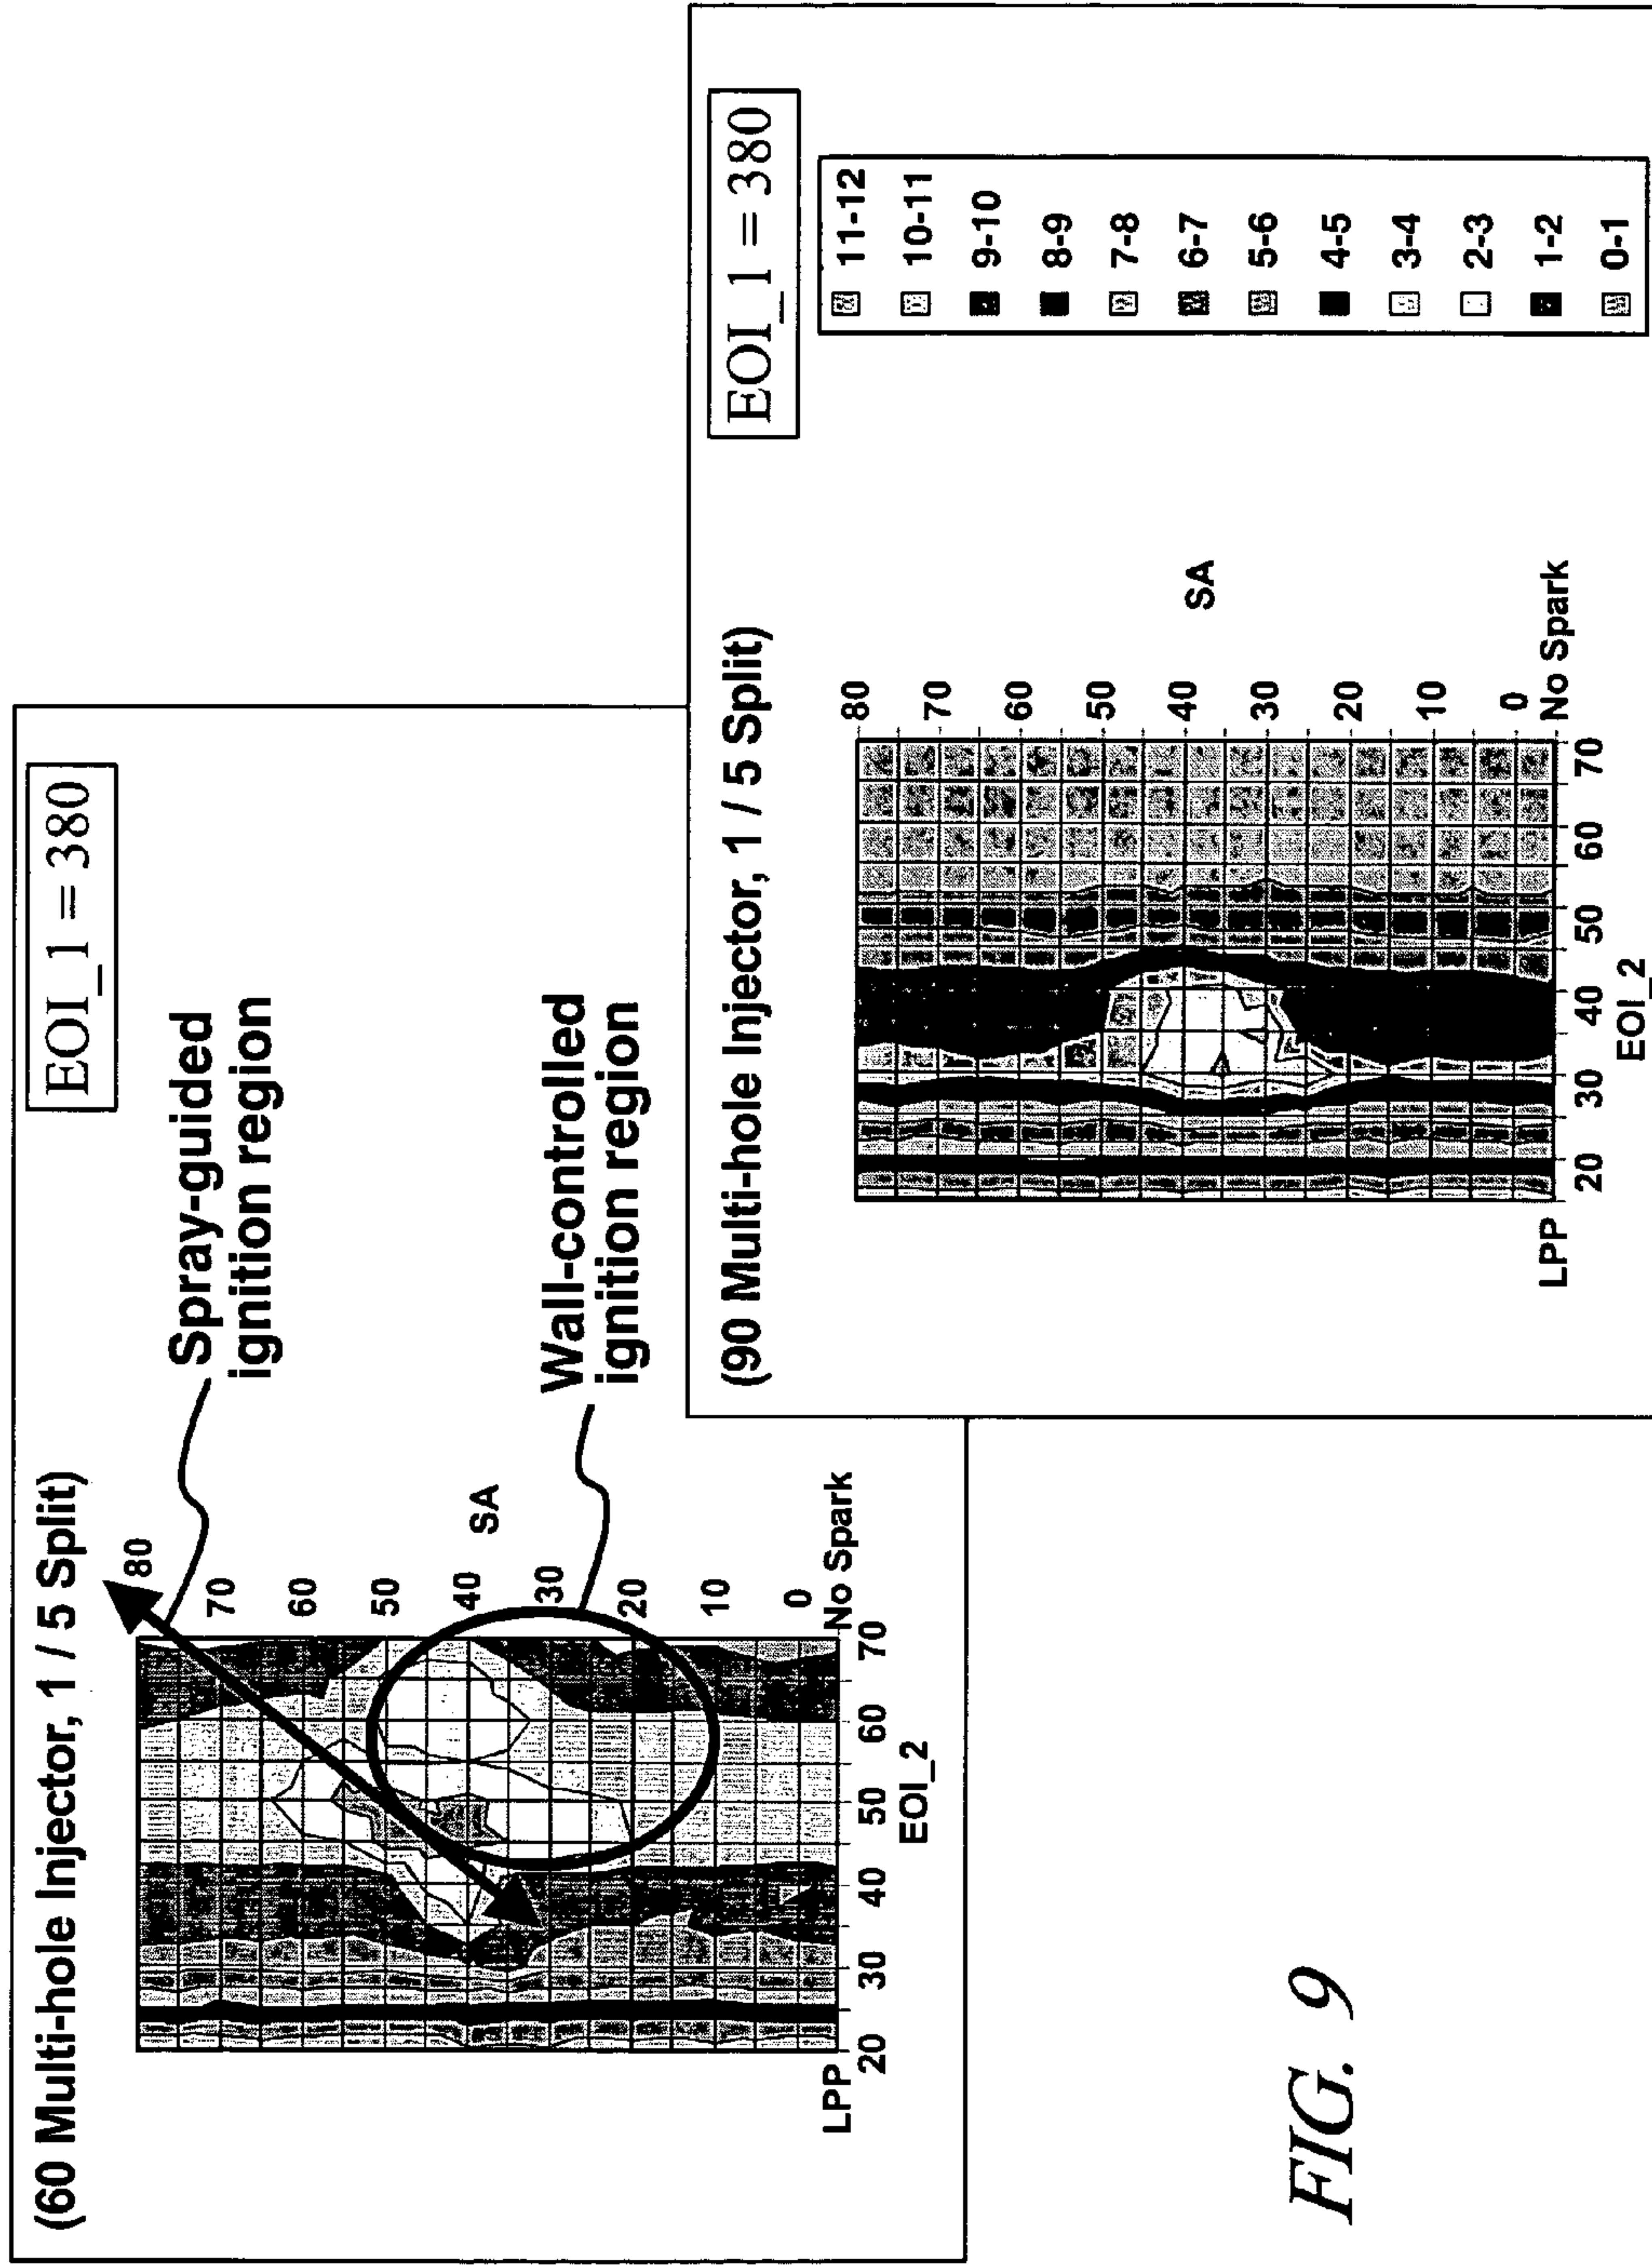 (60 Multi-hole Injector, 1 / 5 Split)
EOI_1 = 380
Spray-guided
ignition region
Wall-controlled
ignition region
80
70
60
50
40
30
20
10
0
No Spark
SA
LPP
20
30
40
50
60
70
EOI_2
(90 Multi-hole Injector, 1 / 5 Split)
EOI_1 = 380
80
70
60
50
40
30
20
10
0
No Spark
SA
LPP
20
30
40
50
60
70
EOI_2
11-12
10-11
9-10
8-9
7-8
6-7
5-6
4-5
3-4
2-3
1-2
0-1
FIG. 9